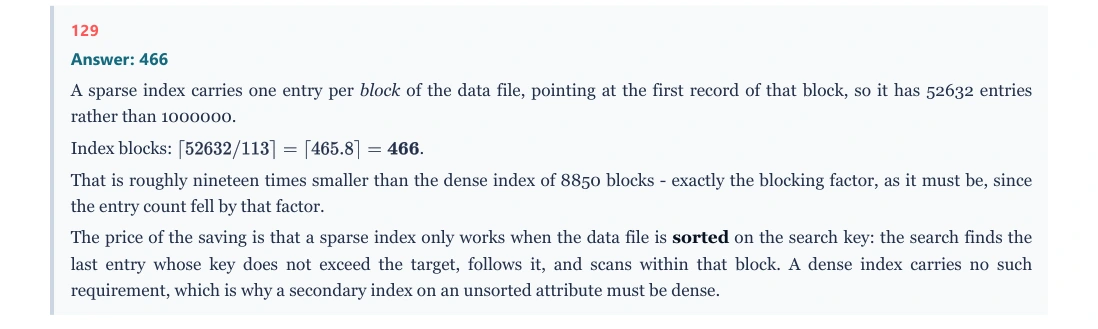 129
Answer: 466
A sparse index carries one entry per block of the data file, pointing at the first record of that block, so it has 52632 entries
rather than 1000000.
Index blocks: ⌈52632/113⌉ = ⌈465.8⌉ = 466.
That is roughly nineteen times smaller than the dense index of 8850 blocks - exactly the blocking factor, as it must be, since
the entry count fell by that factor.
The price of the saving is that a sparse index only works when the data file is sorted on the search key: the search finds the
last entry whose key does not exceed the target, follows it, and scans within that block. A dense index carries no such
requirement, which is why a secondary index on an unsorted attribute must be dense.